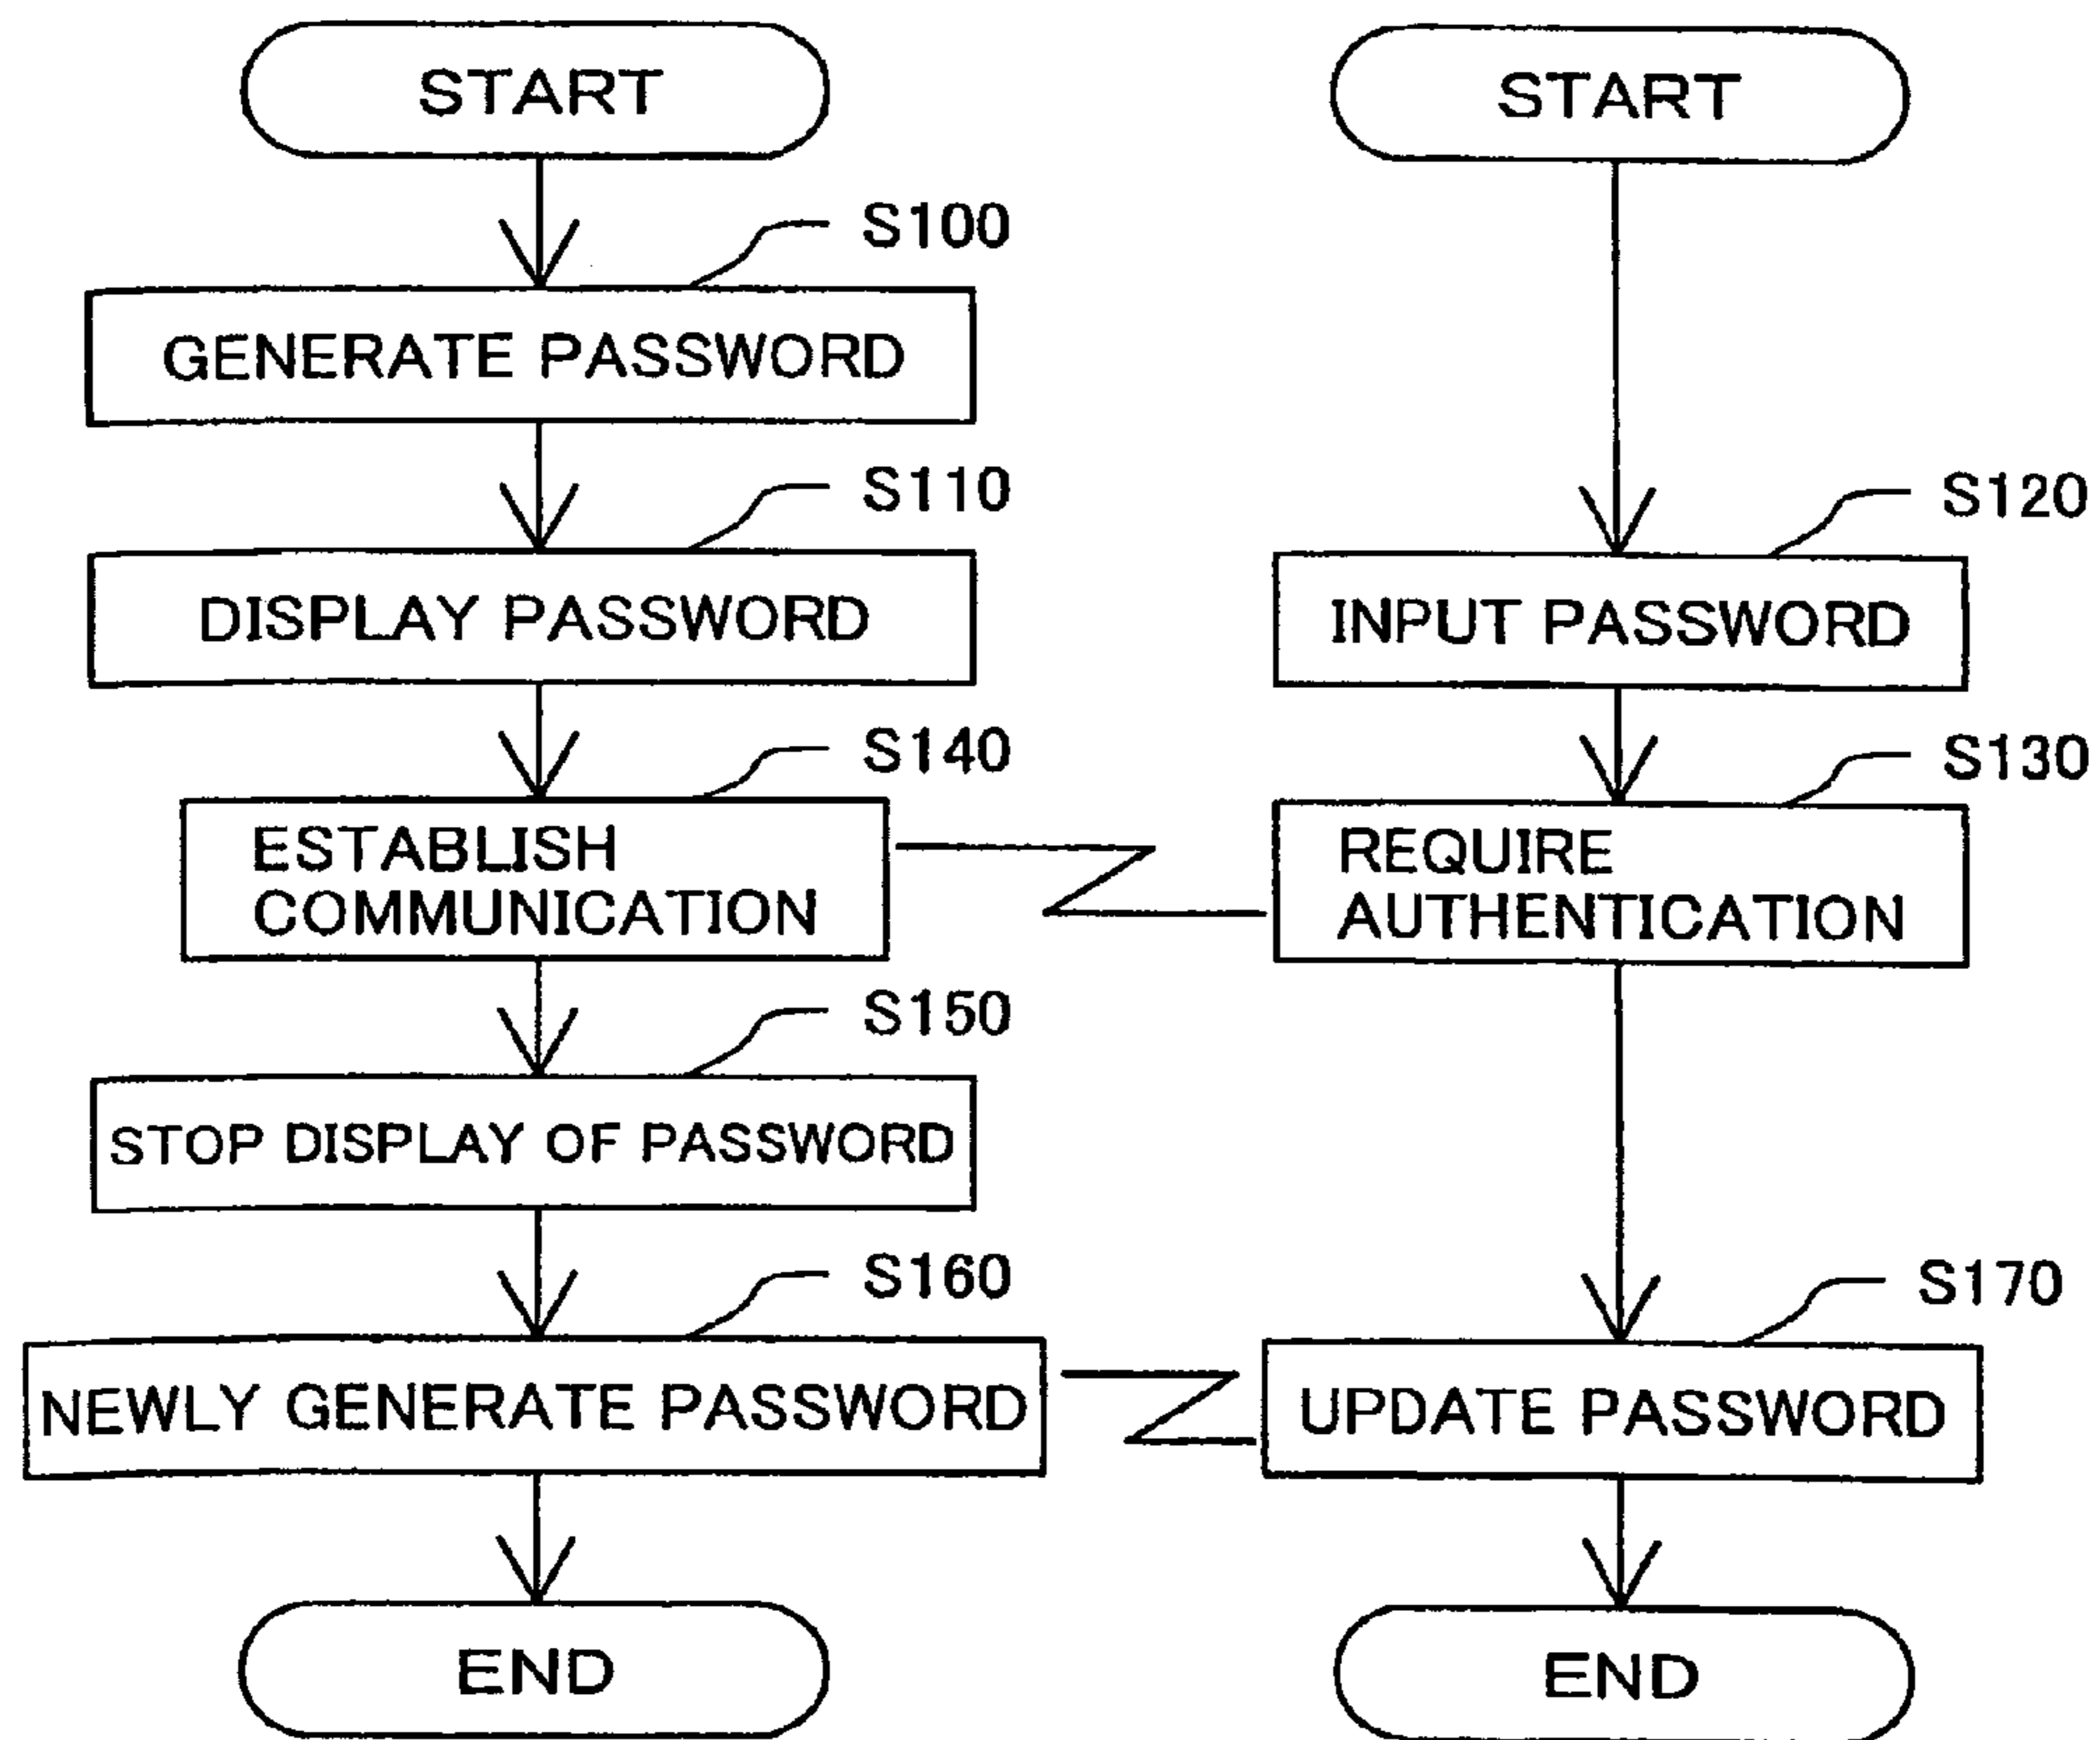 START
S100
GENERATE PASSWORD
S110
DISPLAY PASSWORD
S140
ESTABLISH
COMMUNICATION
S150
STOP DISPLAY OF PASSWORD
S160
NEWLY GENERATE PASSWORD
END
START
S120
INPUT PASSWORD
S130
REQUIRE
AUTHENTICATION
S170
UPDATE PASSWORD
END